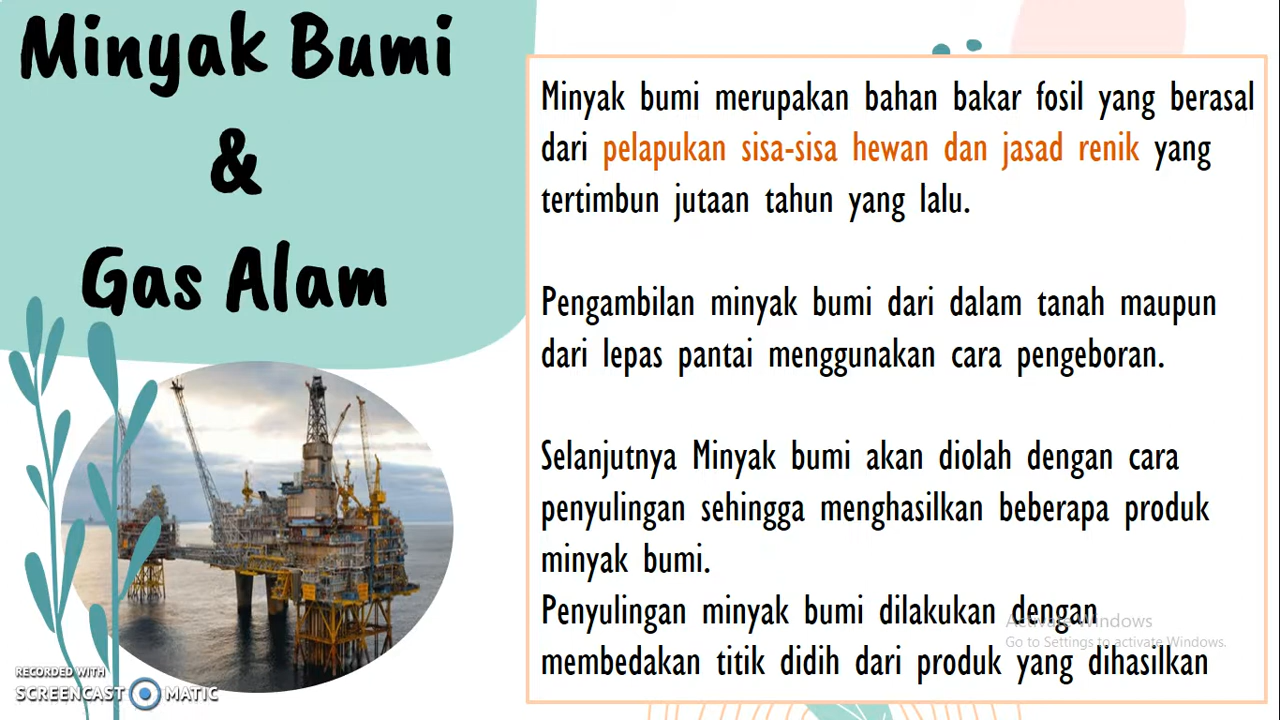 Minyak Bumi
&
Gas Alam
Minyak bumi merupakan bahan bakar fosil yang berasal
dari pelapukan sisa-sisa hewan dan jasad renik yang
tertimbun jutaan tahun yang lalu.
Pengambilan minyak bumi dari dalam tanah maupun
dari lepas pantai menggunakan cara pengeboran.
Selanjutnya Minyak bumi akan diolah dengan cara
penyulingan sehingga menghasilkan beberapa produk
minyak bumi.
Penyulingan minyak bumi dilakukan dengan
membedakan titik didih dari produk yang dihasilkan
Activate Windows
Go to Settings to activate Windows.
RECORDED WITH
SCREENCAST MATIC